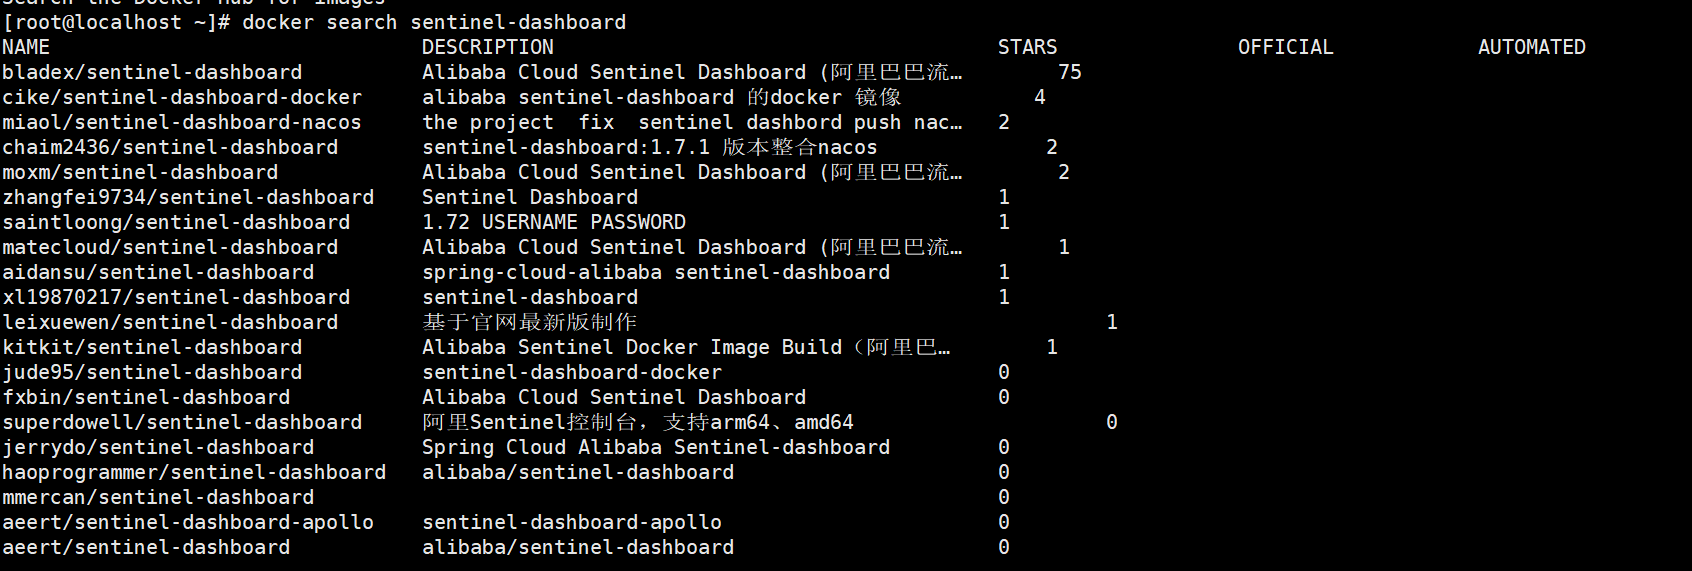 Search the Docker Hub for images
[root@localhost ~]# docker search sentinel-dashboard
NAME DESCRIPTION STARS OFFICIAL AUTOMATED
bladex/sentinel-dashboard Alibaba Cloud Sentinel Dashboard (阿里巴巴流… 75
cike/sentinel-dashboard-docker alibaba sentinel-dashboard 的docker 镜像 4
miaol/sentinel-dashboard-nacos the project  fix  sentinel dashbord push nac… 2
chaim2436/sentinel-dashboard sentinel-dashboard:1.7.1 版本整合nacos 2
moxm/sentinel-dashboard Alibaba Cloud Sentinel Dashboard (阿里巴巴流… 2
zhangfei9734/sentinel-dashboard Sentinel Dashboard 1
saintloong/sentinel-dashboard 1.72 USERNAME PASSWORD 1
matecloud/sentinel-dashboard Alibaba Cloud Sentinel Dashboard (阿里巴巴流… 1
aidansu/sentinel-dashboard spring-cloud-alibaba sentinel-dashboard 1
xl19870217/sentinel-dashboard sentinel-dashboard 1
leixuewen/sentinel-dashboard 基于官网最新版制作 1
kitkit/sentinel-dashboard Alibaba Sentinel Docker Image Build（阿里巴… 1
jude95/sentinel-dashboard sentinel-dashboard-docker 0
fxbin/sentinel-dashboard Alibaba Cloud Sentinel Dashboard 0
superdowell/sentinel-dashboard 阿里Sentinel控制台，支持arm64、amd64 0
jerrydo/sentinel-dashboard Spring Cloud Alibaba Sentinel-dashboard 0
haoprogrammer/sentinel-dashboard alibaba/sentinel-dashboard 0
mmercan/sentinel-dashboard 0
aeert/sentinel-dashboard-apollo sentinel-dashboard-apollo 0
aeert/sentinel-dashboard alibaba/sentinel-dashboard 0